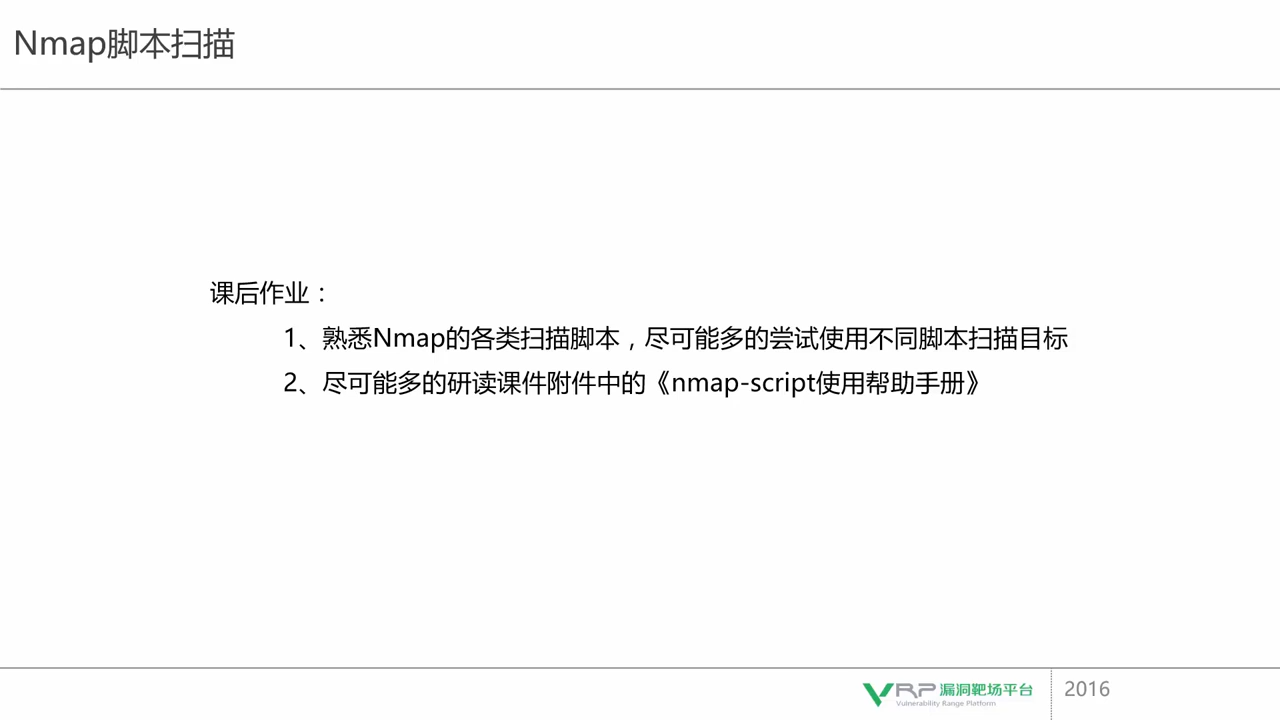 Nmap脚本扫描
课后作业：
1、熟悉Nmap的各类扫描脚本，尽可能多的尝试使用不同脚本扫描目标
2、尽可能多的研读课件附件中的《nmap-script使用帮助手册》
VRP 漏洞靶场平台
Vulnerability Range Platform
2016